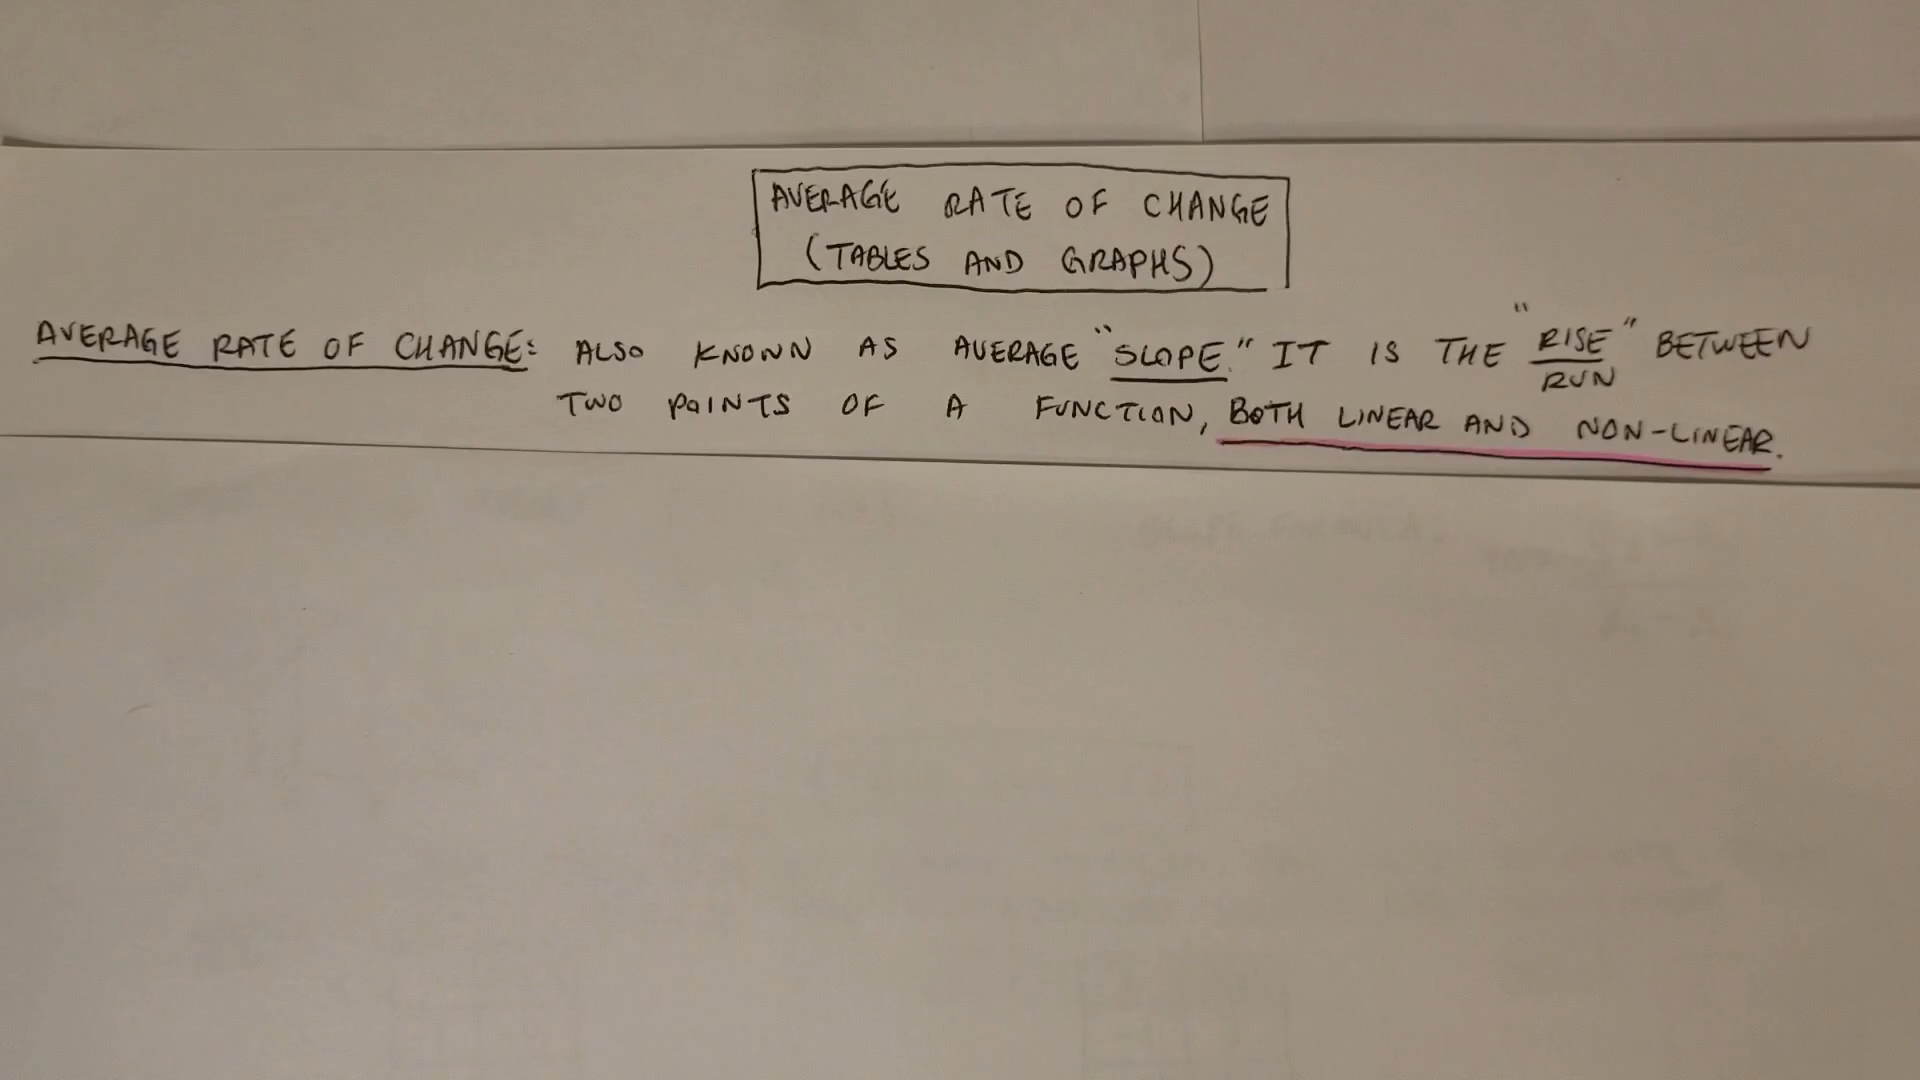 AVERAGE RATE OF CHANGE
(TABLES AND GRAPHS)
AVERAGE RATE OF CHANGE: ALSO KNOWN AS AVERAGE "SLOPE." IT IS THE "RISE/RUN" BETWEEN
TWO POINTS OF A FUNCTION, BOTH LINEAR AND NON-LINEAR.